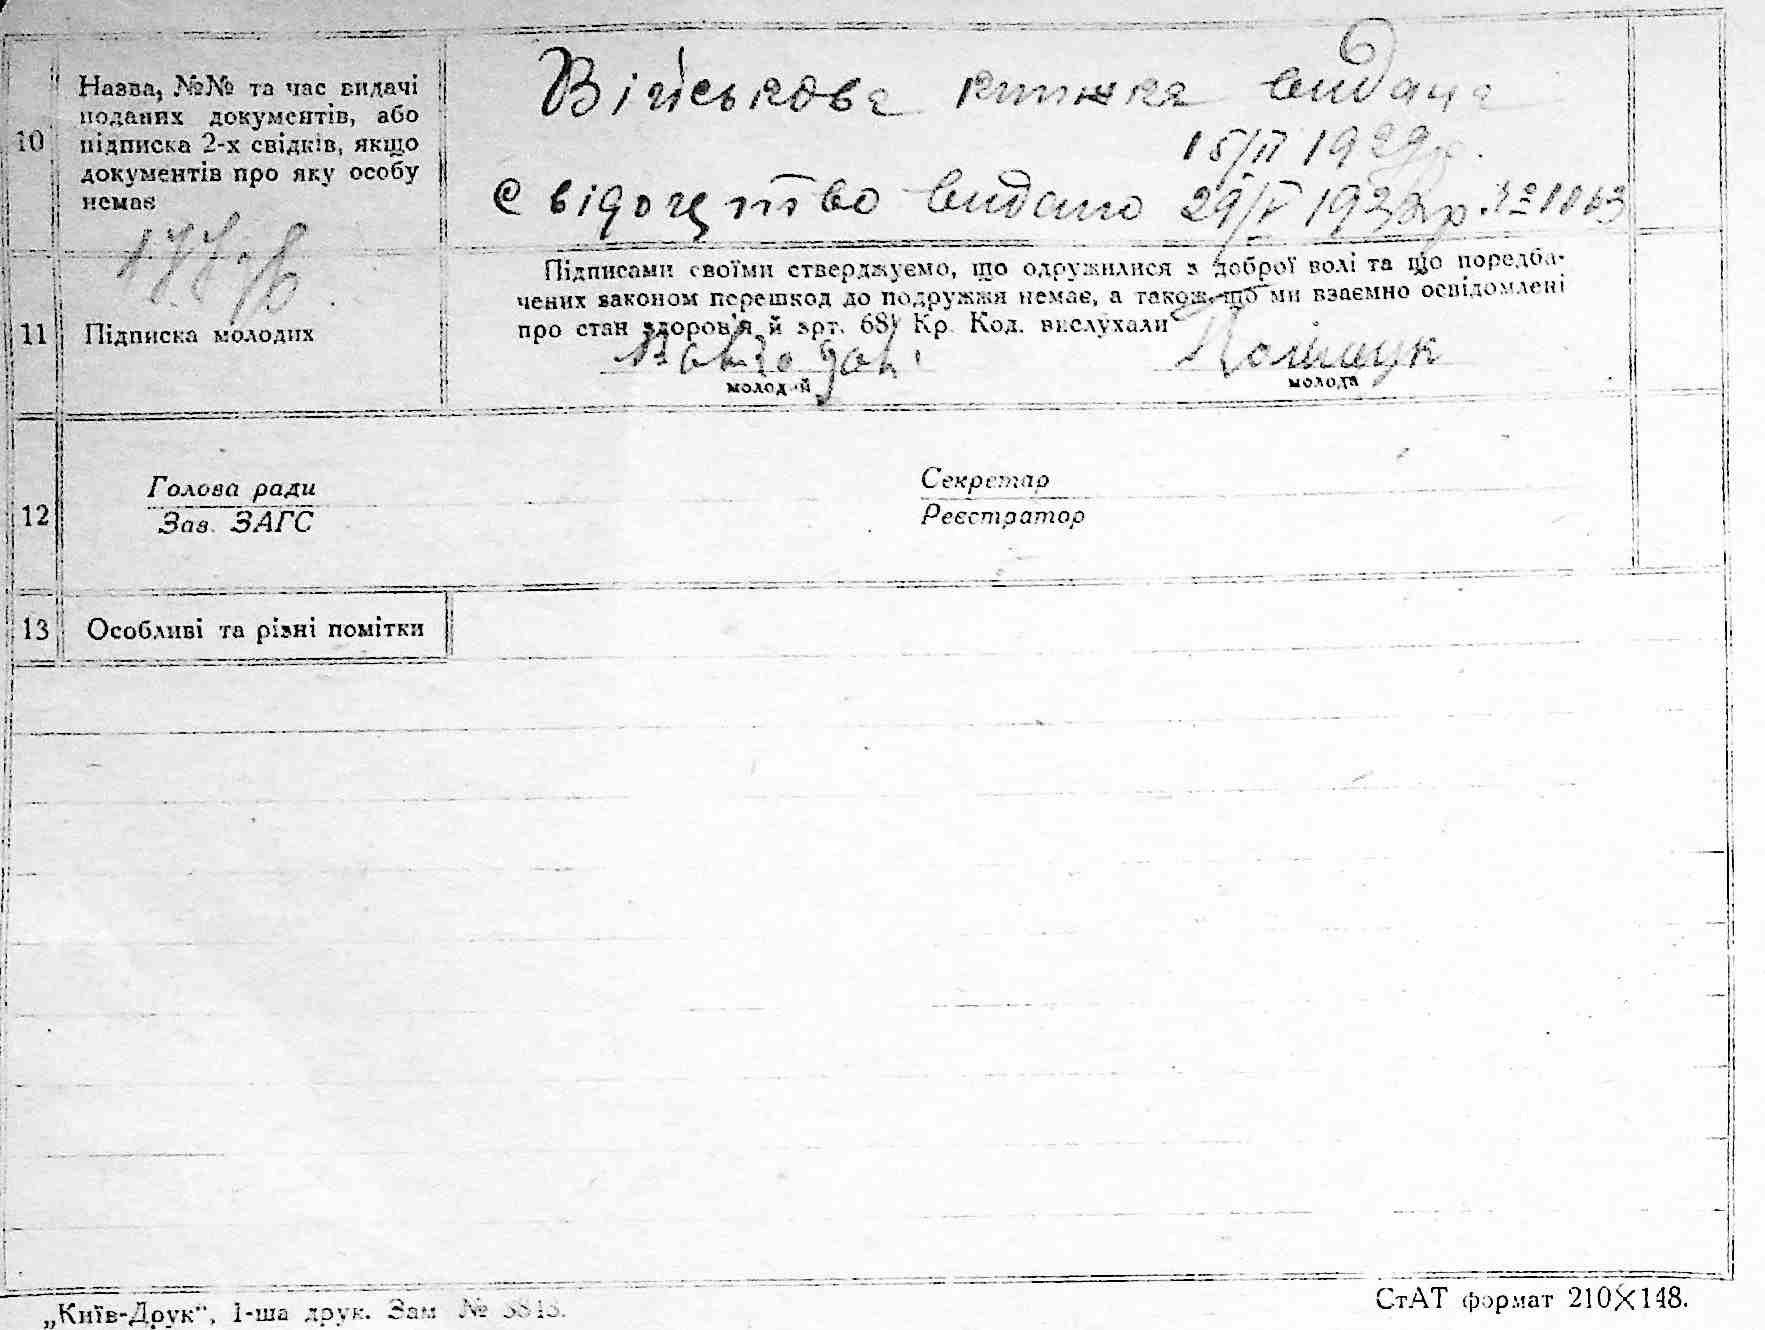 10
Назва, №№ та час видачі
поданих документів, або
підписка 2-х свідків, якщо
документів про яку особу
немає
Військова книжка видана
15/II 1929р.
Свідоцтво видано 29/V 1932р. №1063
11
Підписка молодих
Підписами своїми стверджуємо, що одружилися з доброї волі та що поредба-
чених законом перешкод до подружжя немає, а також, що ми взаємно освідомлені
про стан здоров'я й арт. 68 Кр. Код. вислухали
Поліщук
молодий
молода
12
Голова ради
Зав. ЗАГС
Секретар
Реєстратор
13
Особливі та різні помітки
„Київ-Друк", 1-ша друк. Зам №
СтАТ формат 210×148.